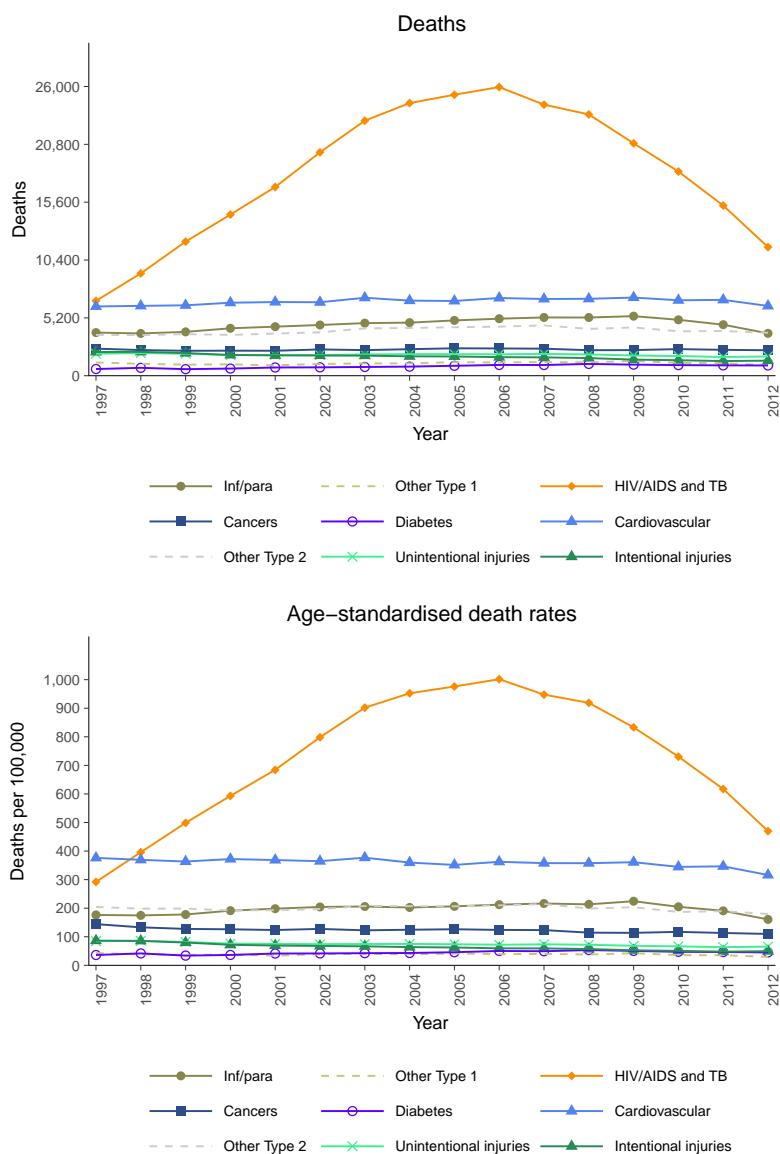 Deaths
26,000
20,800
15,600
10,400
5,200
0
Deaths
1997 1998 1999 2000 2001 2002 2003 2004 2005 2006 2007 2008 2009 2010 2011 2012
Year
Inf/para Other Type 1 HIV/AIDS and TB
Cancers Diabetes Cardiovascular
Other Type 2 Unintentional injuries Intentional injuries
Age−standardised death rates
1,000
900
800
700
600
500
400
300
200
100
0
Deaths per 100,000
1997 1998 1999 2000 2001 2002 2003 2004 2005 2006 2007 2008 2009 2010 2011 2012
Year
Inf/para Other Type 1 HIV/AIDS and TB
Cancers Diabetes Cardiovascular
Other Type 2 Unintentional injuries Intentional injuries